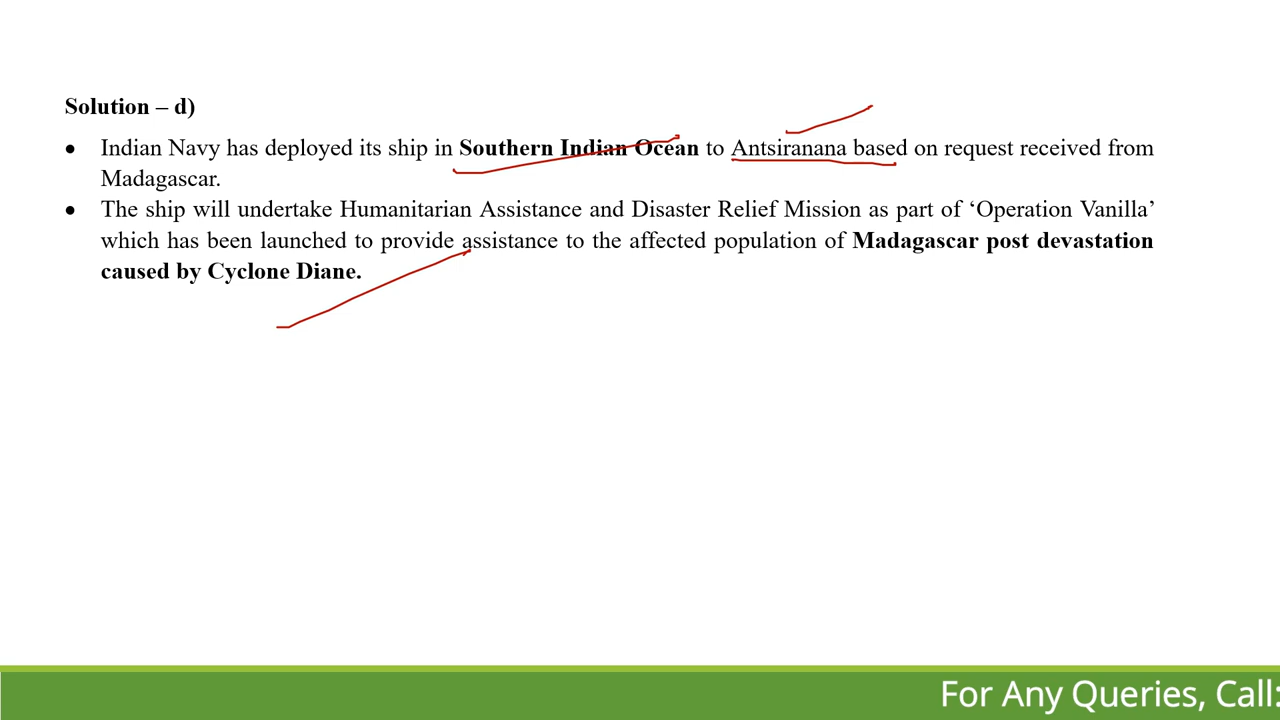 Solution – d)
• Indian Navy has deployed its ship in Southern Indian Ocean to Antsiranana based on request received from
Madagascar.
• The ship will undertake Humanitarian Assistance and Disaster Relief Mission as part of ‘Operation Vanilla’
which has been launched to provide assistance to the affected population of Madagascar post devastation
caused by Cyclone Diane.
For Any Queries, Call: